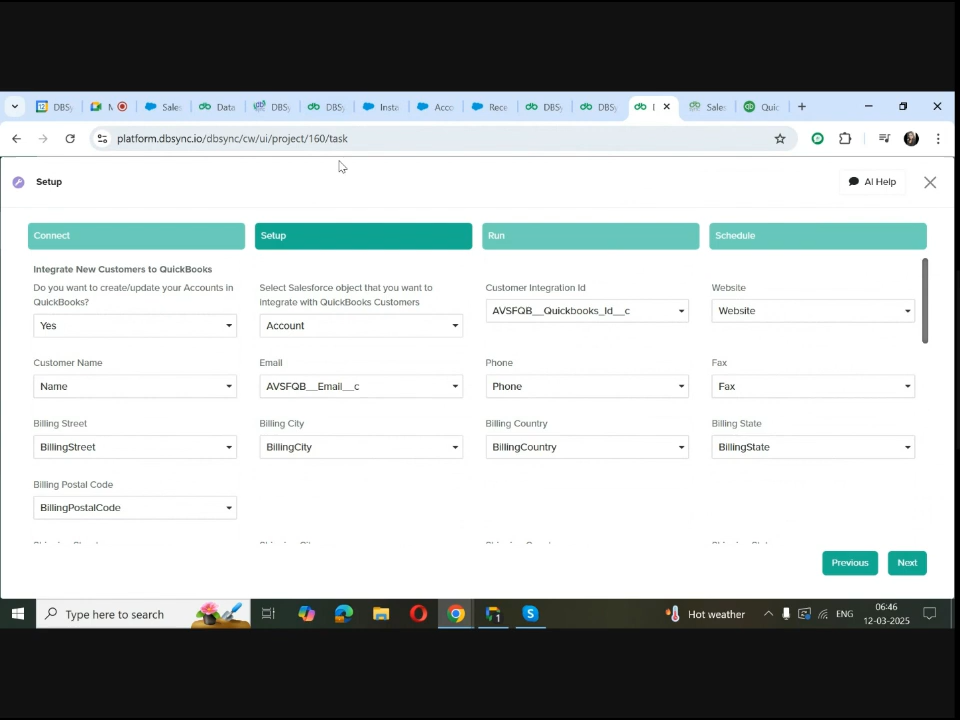 DBSy
M
Sales
Data
DBSy
DBSy
Insta
Acco
Rece
DBSy
DBSy
Sales
Quic
platform.dbsync.io/dbsync/cw/ui/project/160/task
Setup
AI Help
Connect
Setup
Run
Schedule
Integrate New Customers to QuickBooks
Do you want to create/update your Accounts in
QuickBooks?
Select Salesforce object that you want to
Integrate with QuickBooks Customers
Customer Integration Id
Website
Yes
Account
AVSFQB__Quickbooks_Id__c
Website
Customer Name
Email
Phone
Fax
Name
AVSFQB__Email__c
Phone
Fax
Billing Street
Billing City
Billing Country
Billing State
BillingStreet
BillingCity
BillingCountry
BillingState
Billing Postal Code
BillingPostalCode
Previous
Next
Type here to search
1
S
Hot weather
ENG
06:46
12-03-2025